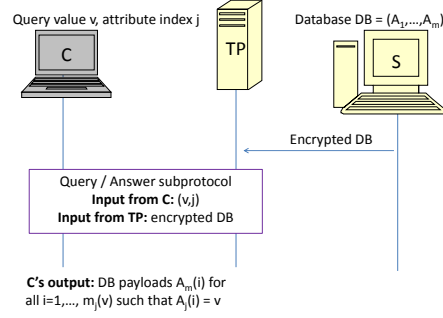 Query value v, attribute index j
TP
Database DB = (A1,…,Am)
C
S
Encrypted DB
Query / Answer subprotocol
Input from C: (v,j)
Input from TP: encrypted DB
C's output: DB payloads Am(i) for
all i=1,…, mj(v) such that Aj(i) = v